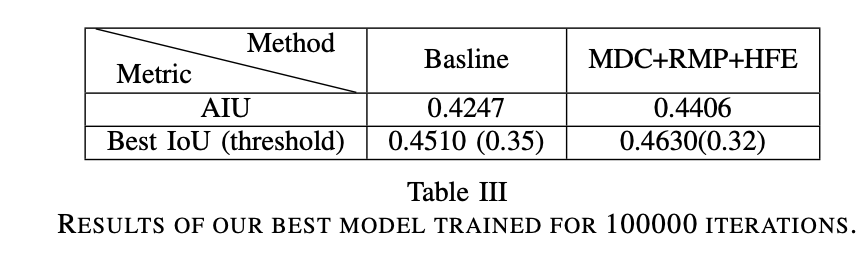 Method
Metric
Basline
MDC+RMP+HFE
AIU 0.4247 0.4406
Best IoU (threshold) 0.4510 (0.35) 0.4630(0.32)
Table III
RESULTS OF OUR BEST MODEL TRAINED FOR 100000 ITERATIONS.